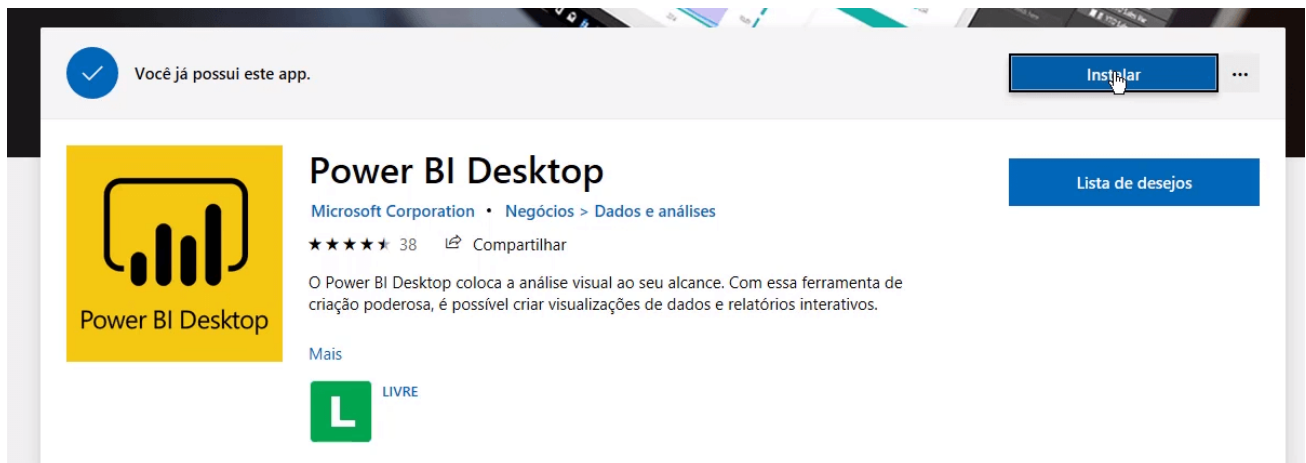 Você já possui este app.
Instalar
...
Power BI Desktop
Power BI Desktop
Microsoft Corporation • Negócios > Dados e análises
38 Compartilhar
O Power BI Desktop coloca a análise visual ao seu alcance. Com essa ferramenta de
criação poderosa, é possível criar visualizações de dados e relatórios interativos.
Mais
L LIVRE
Lista de desejos